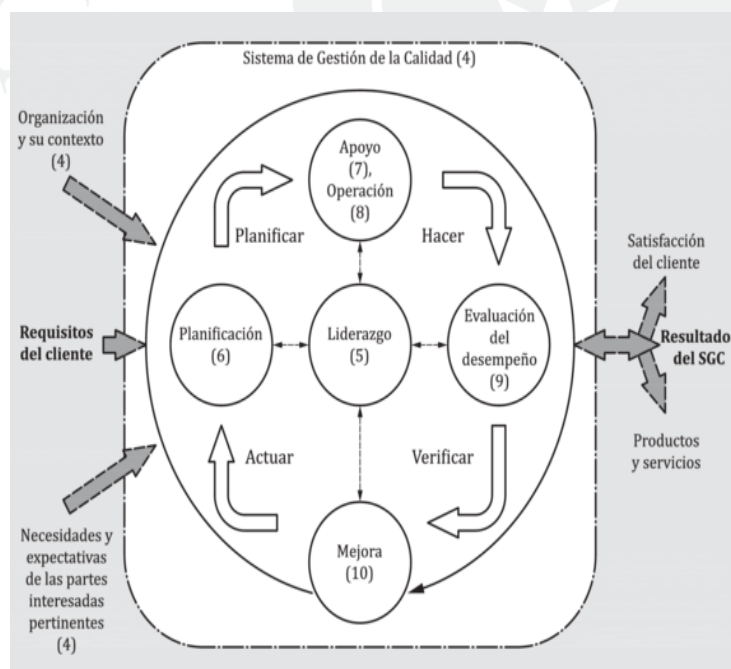 Sistema de Gestión de la Calidad (4)
Organización
y su contexto
(4)
Apoyo
(7),
Operación
(8)
Planificar
Hacer
Satisfacción
del cliente
Requisitos
del cliente
Planificación
(6)
Liderazgo
(5)
Evaluación
del
desempeño
(9)
Resultado
del SGC
Actuar
Verificar
Productos
y servicios
Necesidades y
expectativas
de las partes
interesadas
pertinentes
(4)
Mejora
(10)